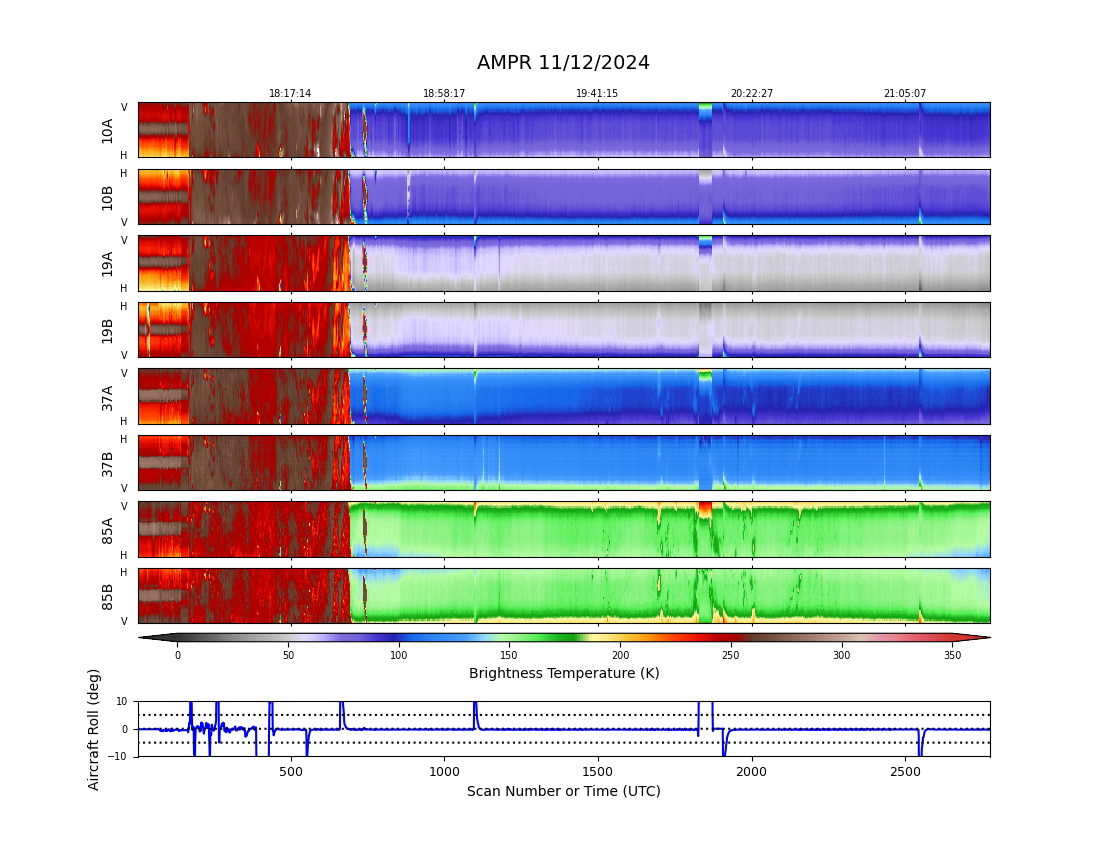 AMPR 11/12/2024
18:17:14 18:58:17 19:41:15 20:22:27 21:05:07
V
10A
H
H
10B
V
V
19A
H
H
19B
V
V
37A
H
H
37B
V
V
85A
H
H
85B
V
0 50 100 150 200 250 300 350
Brightness Temperature (K)
Aircraft Roll (deg)
10
0
−10
500 1000 1500 2000 2500
Scan Number or Time (UTC)